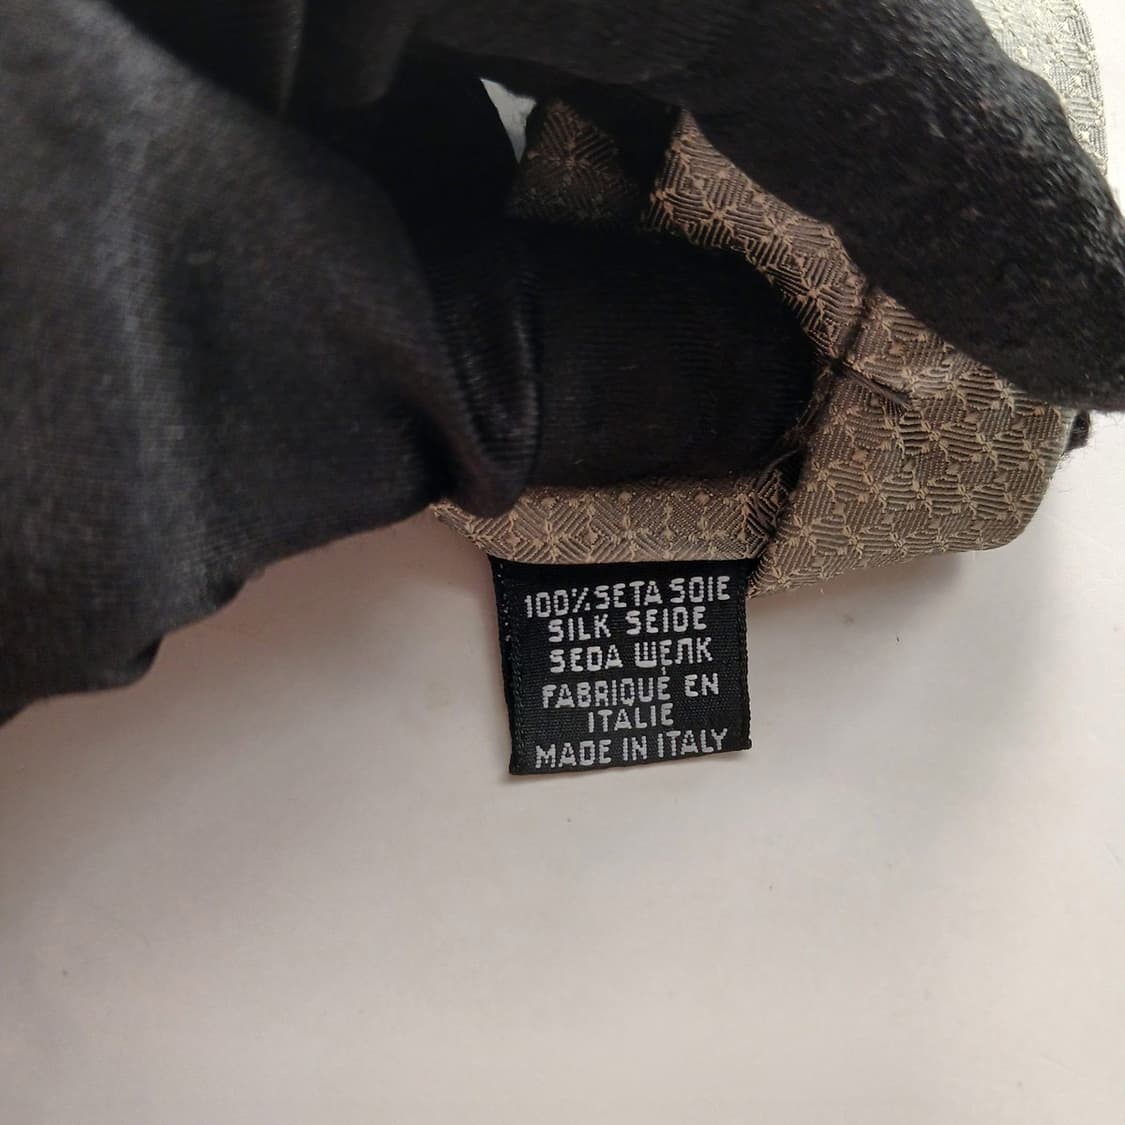 100%SETA SOIE
SILK SEIDE
SEDA ШЕЛК
FABRIQUÉ EN
ITALIE
MADE IN ITALY